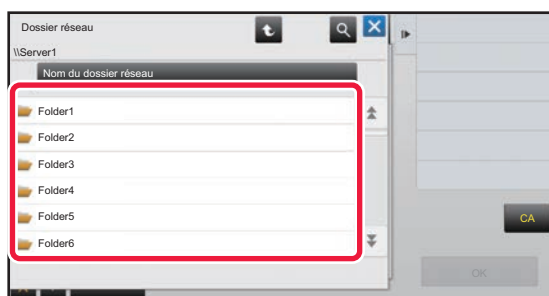 Dossier réseau
\\Server1
Nom du dossier réseau
Folder1
Folder2
Folder3
Folder4
Folder5
Folder6
CA
OK